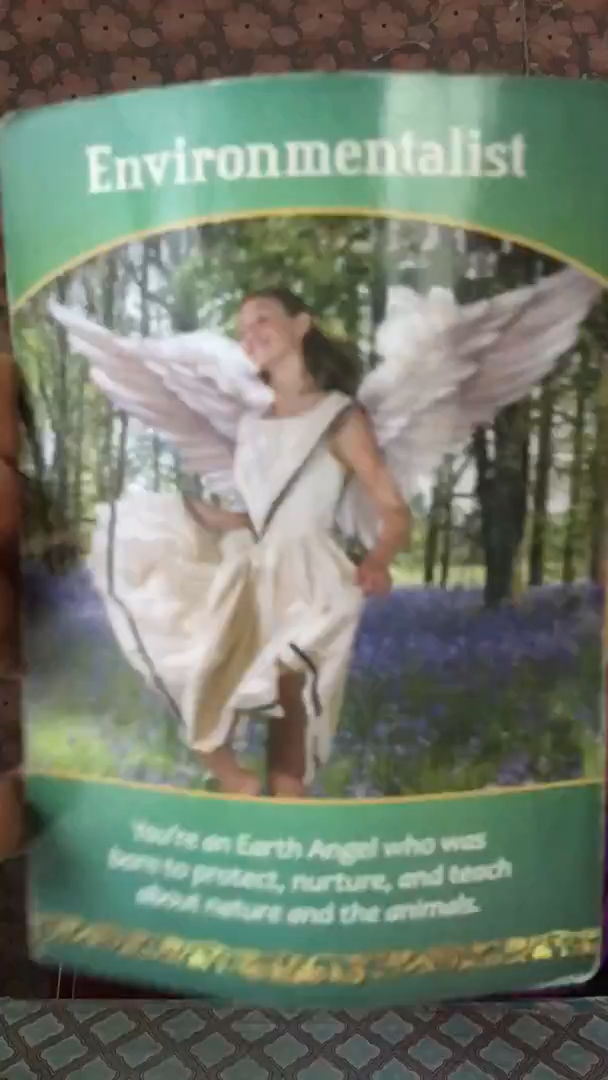 Environmentalist
You're an Earth Angel who was
born to protect, nurture, and teach
about nature and the animals.